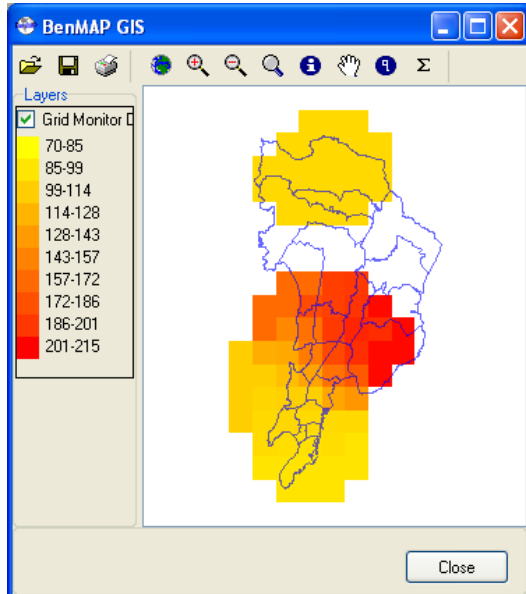 BenMAP GIS
Σ
Layers
Grid Monitor D
70-85
85-99
99-114
114-128
128-143
143-157
157-172
172-186
186-201
201-215
Close